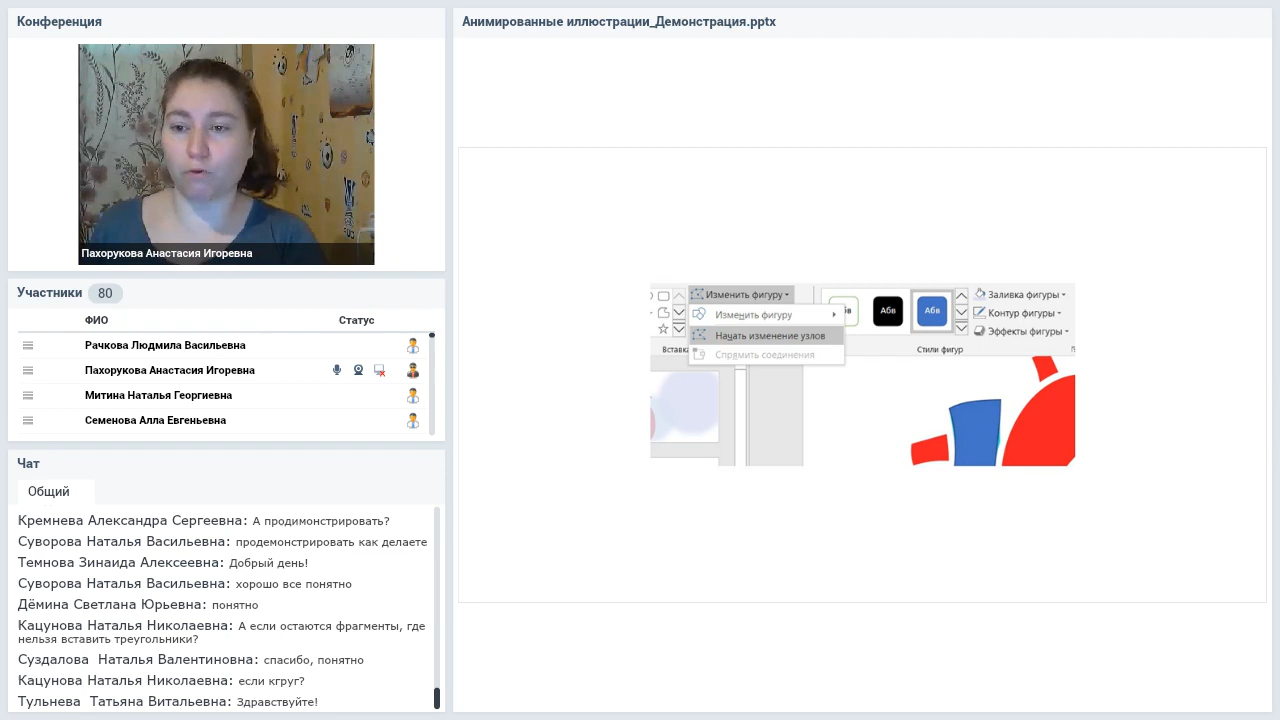 Конференция
Пахорукова Анастасия Игоревна
Участники 80
ФИО Статус
Рачкова Людмила Васильевна
Пахорукова Анастасия Игоревна
Митина Наталья Георгиевна
Семенова Алла Евгеньевна
Чат
Общий
Кремнева Александра Сергеевна: А продимонстрировать?
Суворова Наталья Васильевна: продемонстрировать как делаете
Темнова Зинаида Алексеевна: Добрый день!
Суворова Наталья Васильевна: хорошо все понятно
Дёмина Светлана Юрьевна: понятно
Кацунова Наталья Николаевна: А если остаются фрагменты, где
нельзя вставить треугольники?
Суздалова Наталья Валентиновна: спасибо, понятно
Кацунова Наталья Николаевна: если кгруг?
Тульнева Татьяна Витальевна: Здравствуйте!
Анимированные иллюстрации_Демонстрация.pptx
Изменить фигуру
Изменить фигуру
Начать изменение узлов
Спрямить соединения
Вставка
Абв Абв
Заливка фигуры
Контур фигуры
Эффекты фигуры
Стили фигур